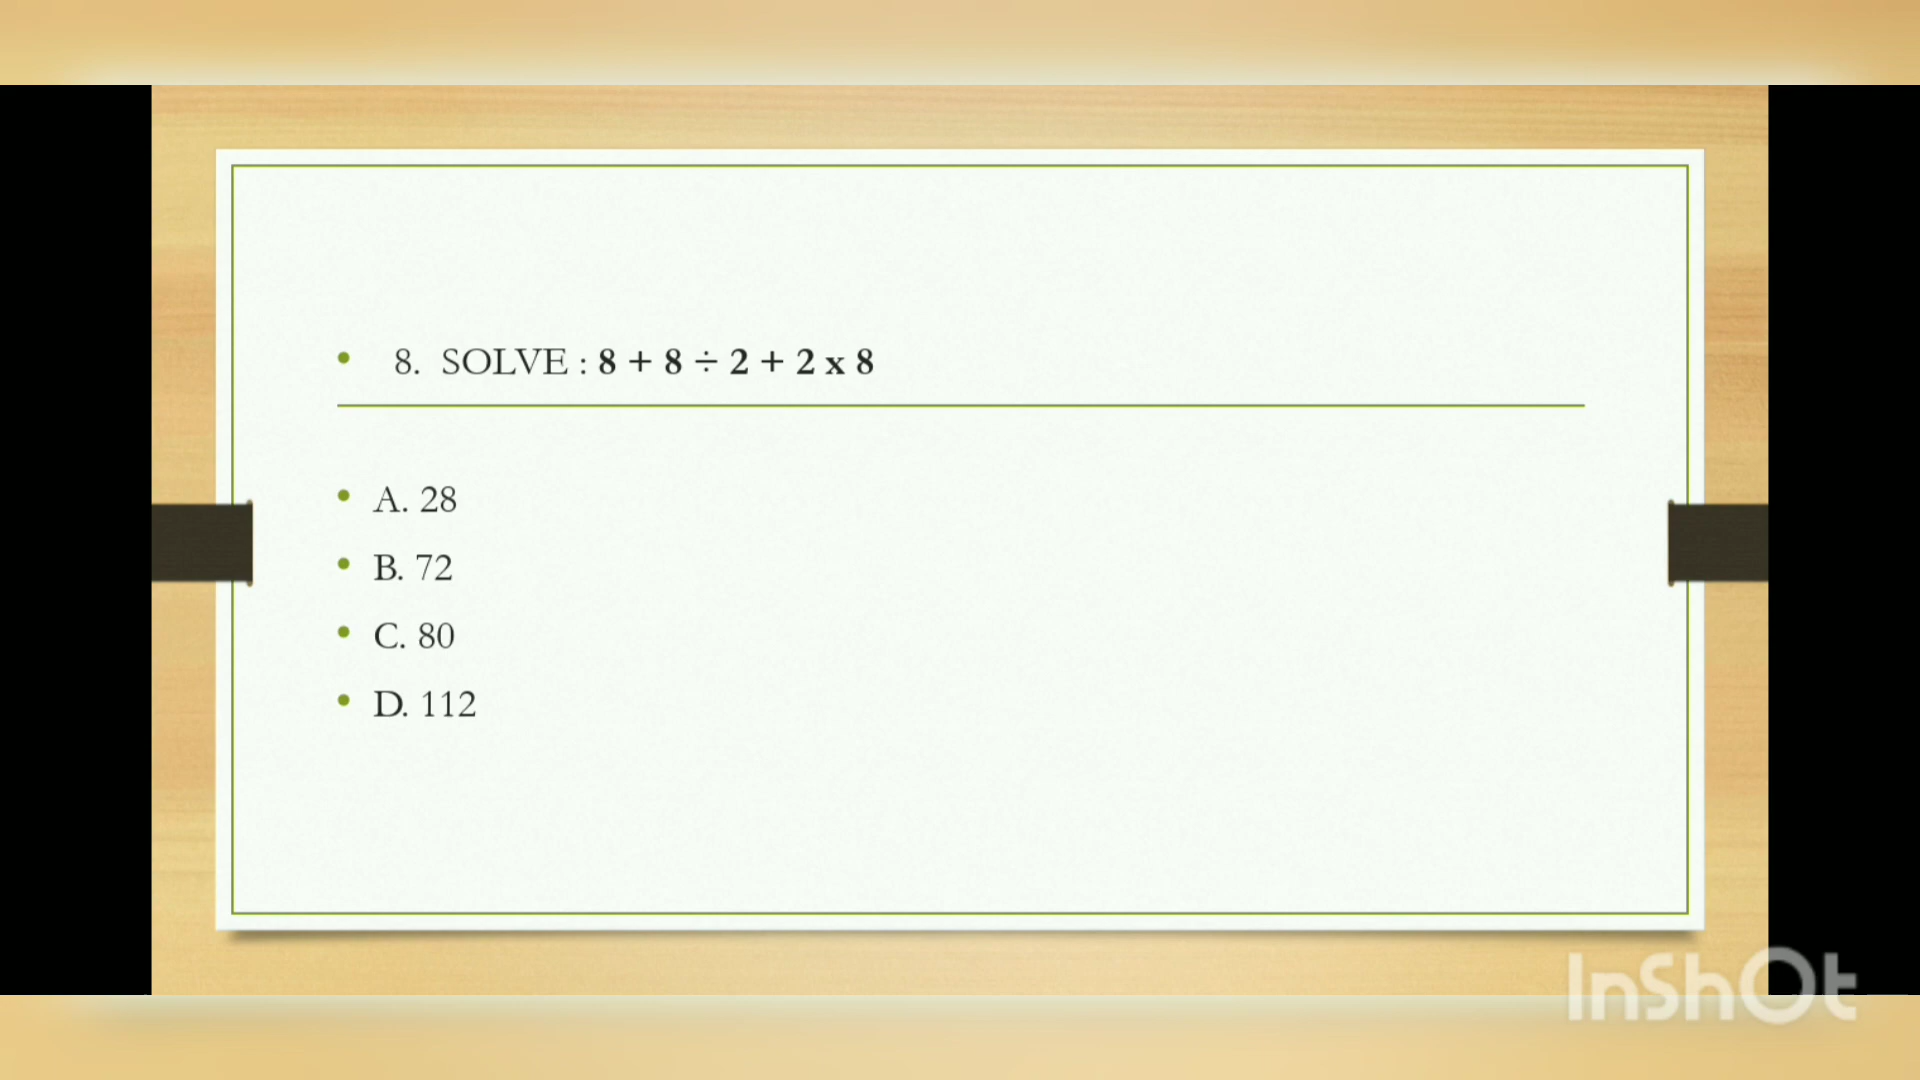 8. SOLVE : 8 + 8 ÷ 2 + 2 x 8
A. 28
B. 72
C. 80
D. 112
InShOt